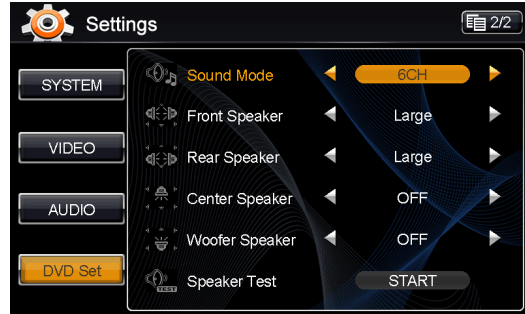 Settings
2/2
SYSTEM
VIDEO
AUDIO
DVD Set
Sound Mode 6CH
Front Speaker Large
Rear Speaker Large
Center Speaker OFF
Woofer Speaker OFF
TEST Speaker Test START